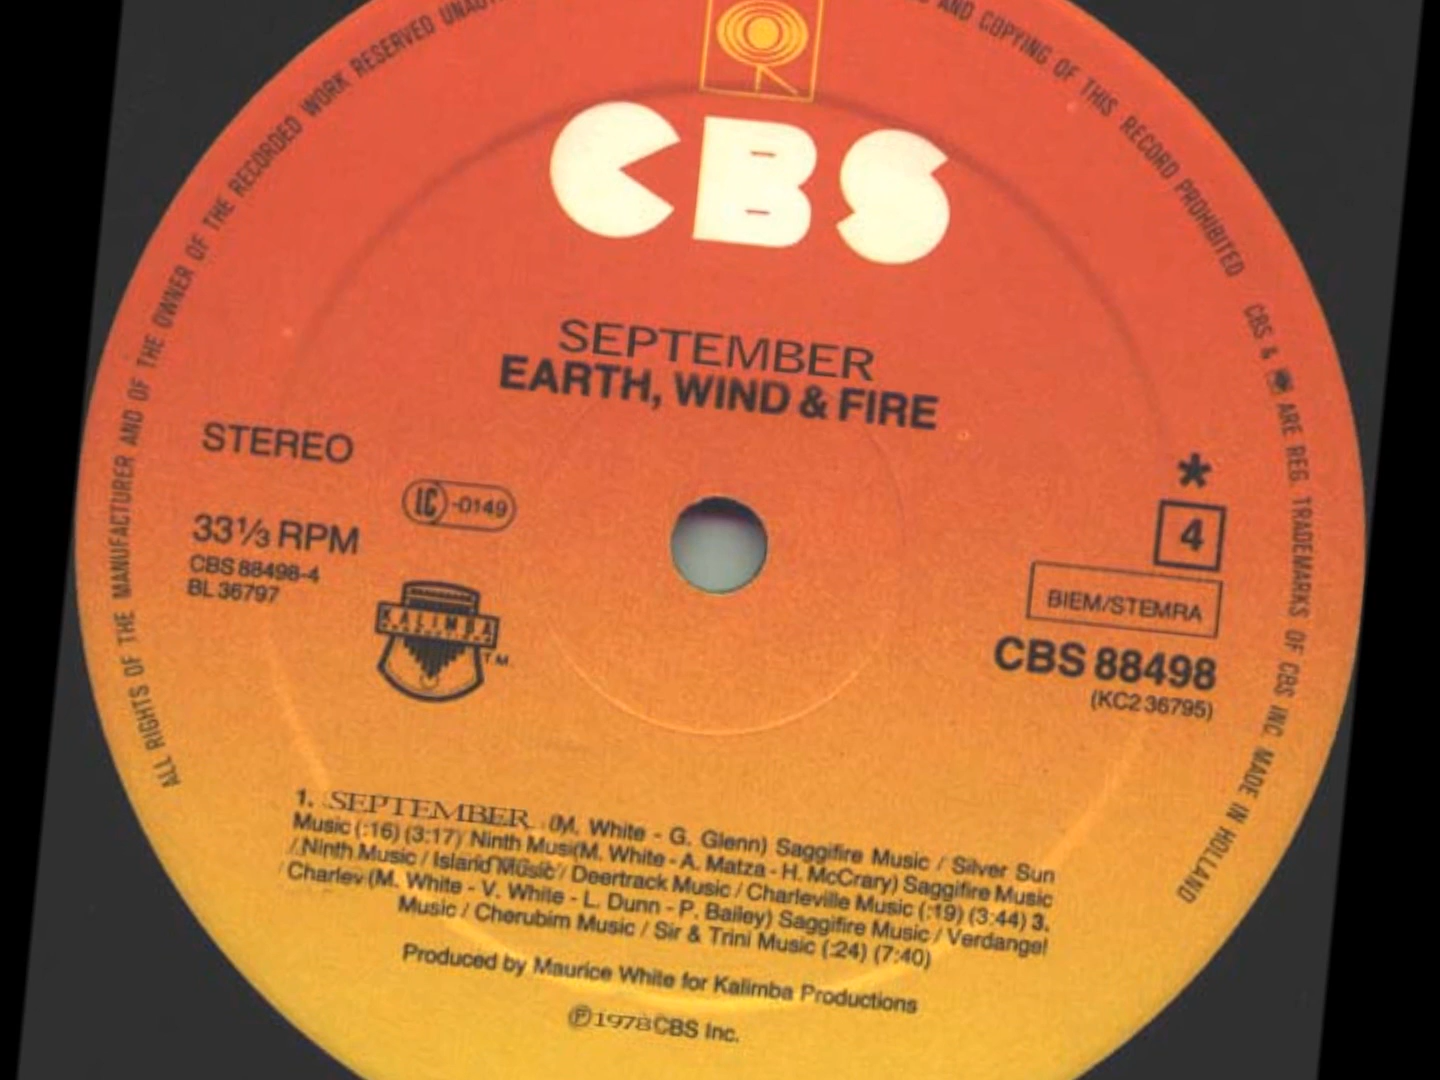 ALL RIGHTS OF THE MANUFACTURER AND OF THE OWNER OF THE RECORDED WORK RESERVED
AND COPYING OF THIS RECORD PROHIBITED
CBS & ARE REG. TRADEMARKS OF CBS INC. MADE IN HOLLAND
CBS
SEPTEMBER
EARTH, WIND & FIRE
STEREO
LC -0149
33⅓ RPM
CBS 88498-4
BL 36797
KALIMBA
TM
*
4
BIEM/STEMRA
CBS 88498
(KC2 36795)
1. SEPTEMBER (M. White - G. Glenn) Saggifire Music / Silver Sun
Music (:16) (3:17) Ninth Musi(M. White - A. Matza - H. McCrary) Saggifire Music
/ Ninth Music / Island Music / Deertrack Music / Charleville Music (:19) (3:44) 3.
Charlev (M. White - V. White - L. Dunn - P. Bailey) Saggifire Music / Verdangel
Music / Cherubim Music / Sir & Trini Music (:24) (7:40)
Produced by Maurice White for Kalimba Productions
℗1978 CBS Inc.